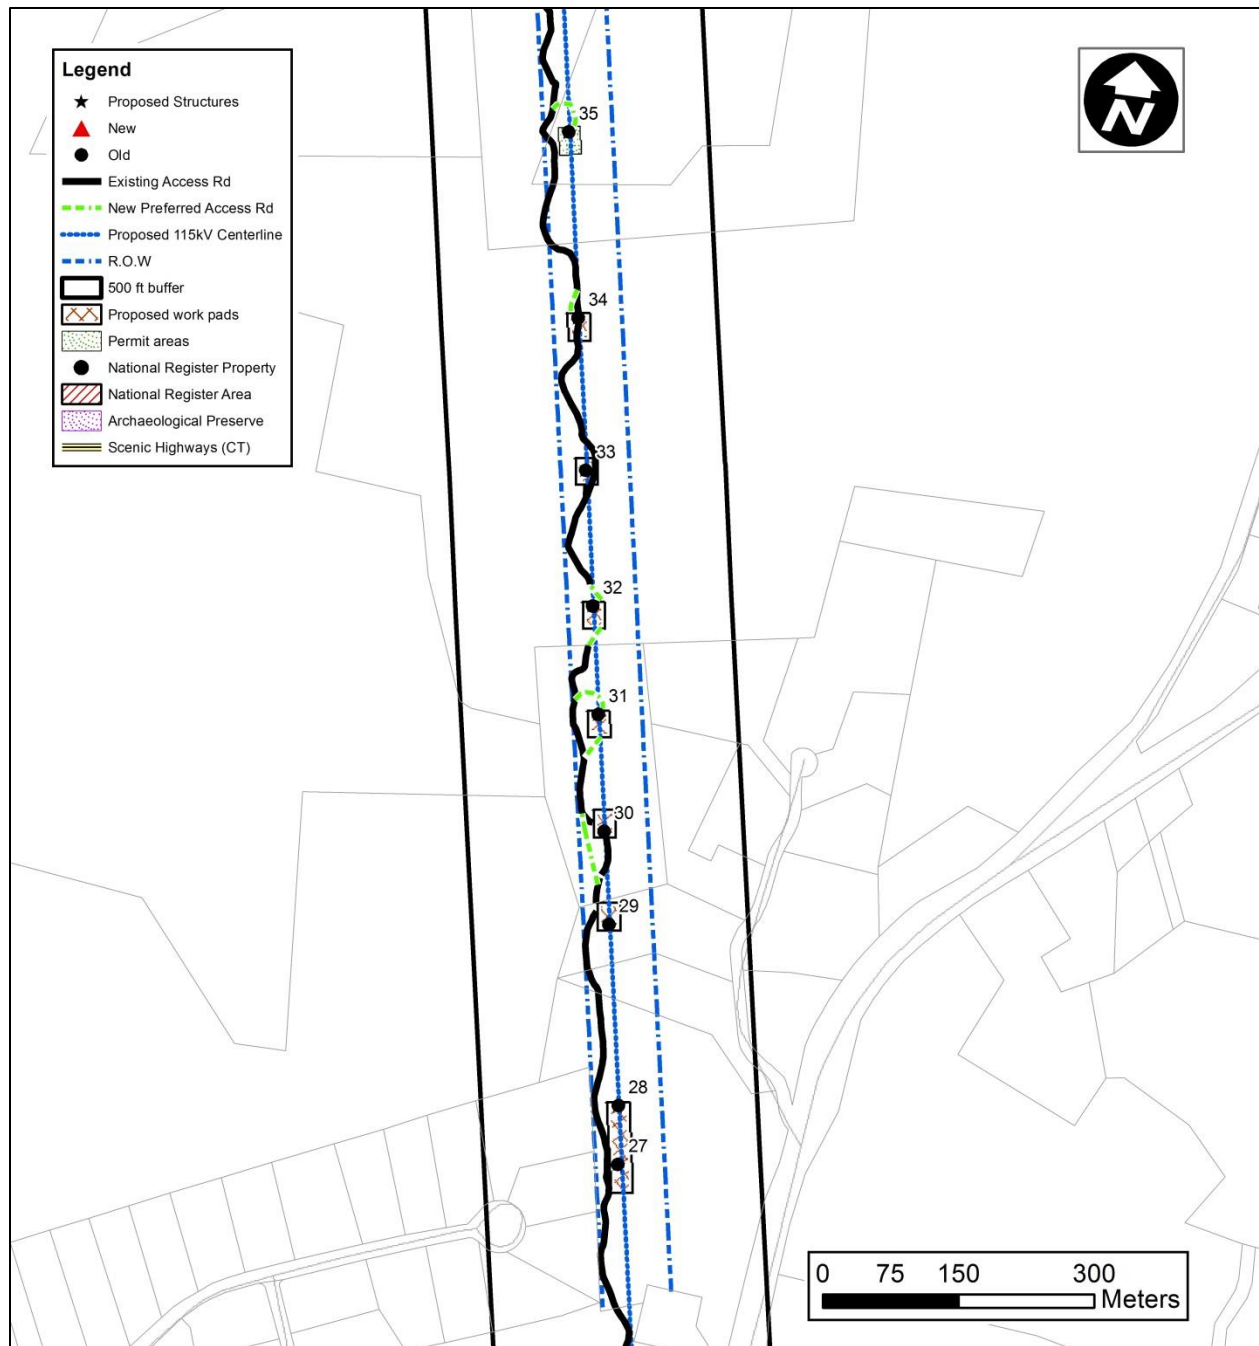 Legend
Proposed Structures
New
Old
Existing Access Rd
New Preferred Access Rd
Proposed 115kV Centerline
R.O.W
500 ft buffer
Proposed work pads
Permit areas
National Register Property
National Register Area
Archaeological Preserve
Scenic Highways (CT)
N
35
34
33
32
31
30
29
28
27
0 75 150 300
Meters